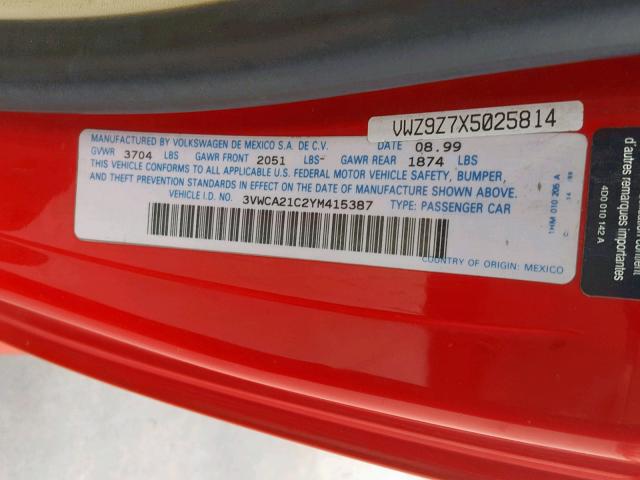 VWZ9Z7X5025814
MANUFACTURED BY VOLKSWAGEN DE MEXICO S.A. DE C.V. DATE 08.99
GVWR 3704 LBS GAWR FRONT 2051 LBS- GAWR REAR 1874 LBS
THIS VEHICLE CONFORMS TO ALL APPLICABLE U.S. FEDERAL MOTOR VEHICLE SAFETY, BUMPER,
AND THEFT PREVENTION STANDARDS IN EFFECT ON THE DATE OF MANUFACTURE SHOWN ABOVE.
VEHICLE I.D. NO. 3VWCA21C2YM415387 TYPE: PASSENGER CAR
COUNTRY OF ORIGIN: MEXICO
1HM 010 205 A
d'autres renseignements
remarques importantes
4D0 010 142 A